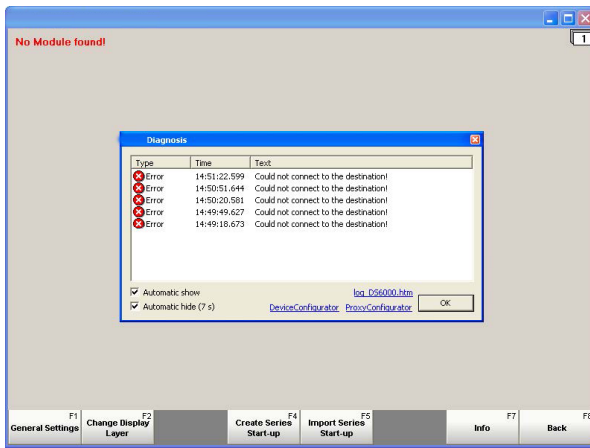 No Module found!
1
Diagnosis
Type Time Text
Error 14:51:22.599 Could not connect to the destination!
Error 14:50:51.644 Could not connect to the destination!
Error 14:50:20.581 Could not connect to the destination!
Error 14:49:49.627 Could not connect to the destination!
Error 14:49:18.673 Could not connect to the destination!
Automatic show log_DS6000.htm
Automatic hide (7 s) DeviceConfigurator ProxyConfigurator OK
F1 F2 F4 F5 F7 F8
General Settings Change Display Create Series Import Series Info Back
Layer Start-up Start-up